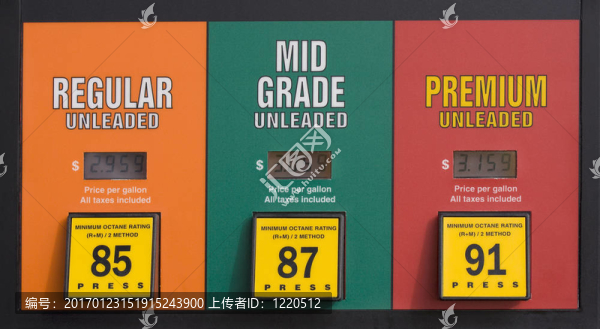 REGULAR
UNLEADED
$ 2.959
Price per gallon
All taxes included
MINIMUM OCTANE RATING
(R+M) / 2 METHOD
85
PRESS
MID
GRADE
UNLEADED
$
Price per gallon
All taxes included
MINIMUM OCTANE RATING
(R+M) / 2 METHOD
87
PRESS
PREMIUM
UNLEADED
$ 3.159
Price per gallon
All taxes included
MINIMUM OCTANE RATING
(R+M) / 2 METHOD
91
PRESS
编号：20170123151915243900 上传者ID：1220512